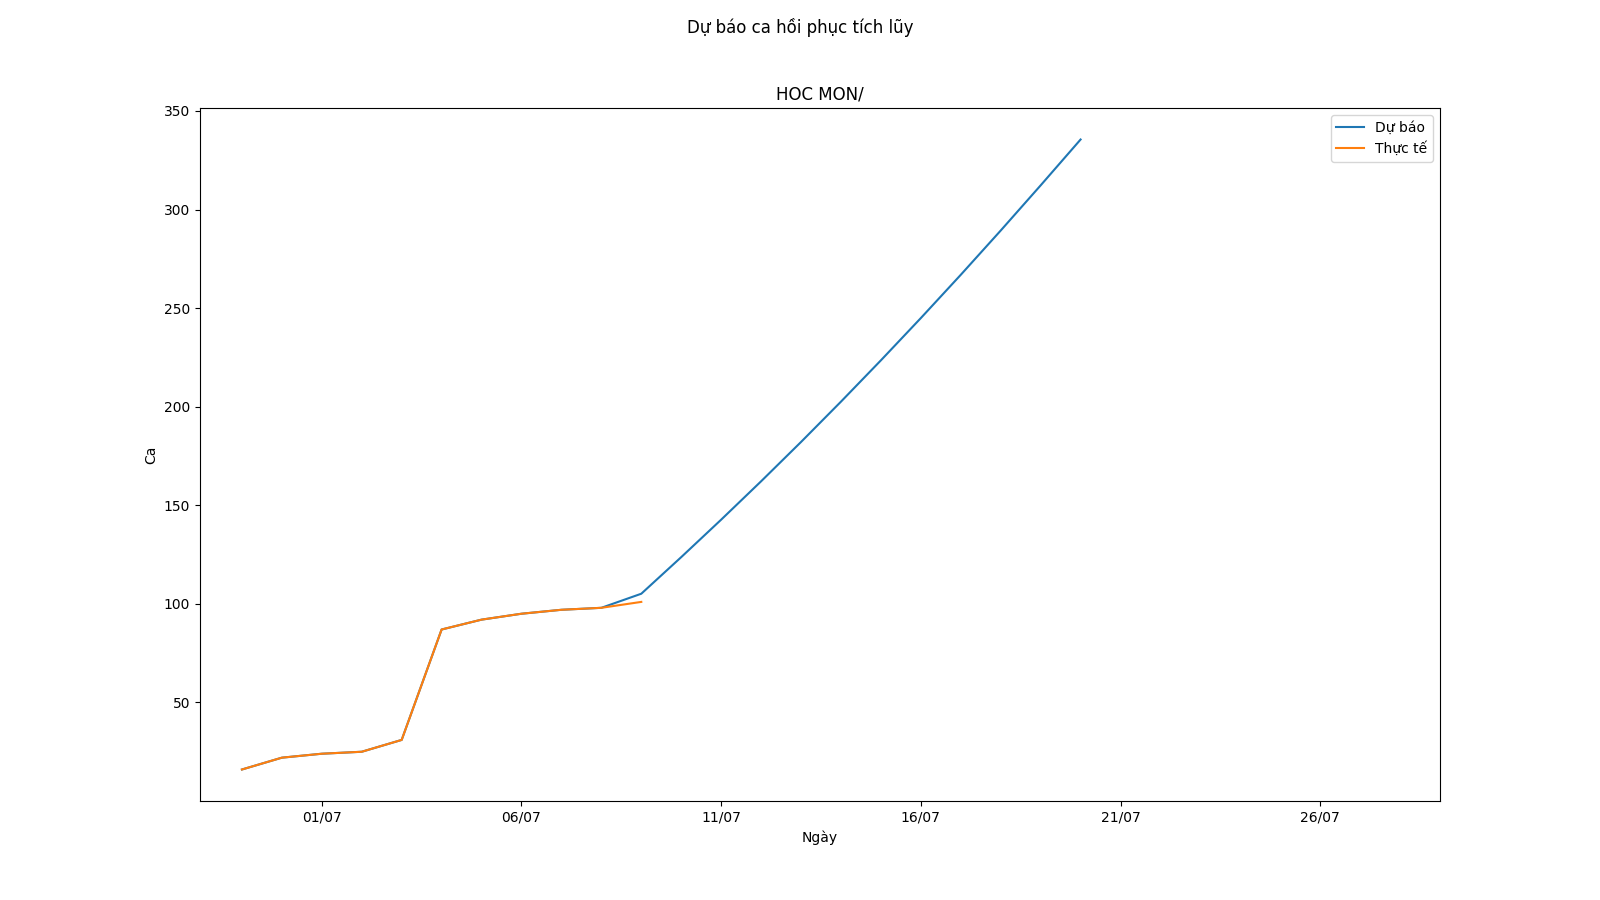 Dự báo ca hồi phục tích lũy
HOC MON/
350
300
250
200
150
100
50
Ca
Dự báo
Thực tế
01/07
06/07
11/07
16/07
21/07
26/07
Ngày